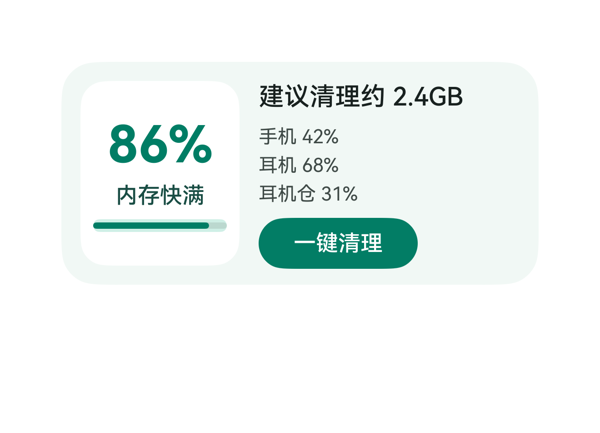 86%
内存快满
建议清理约 2.4GB
手机 42%
耳机 68%
耳机仓 31%
一键清理